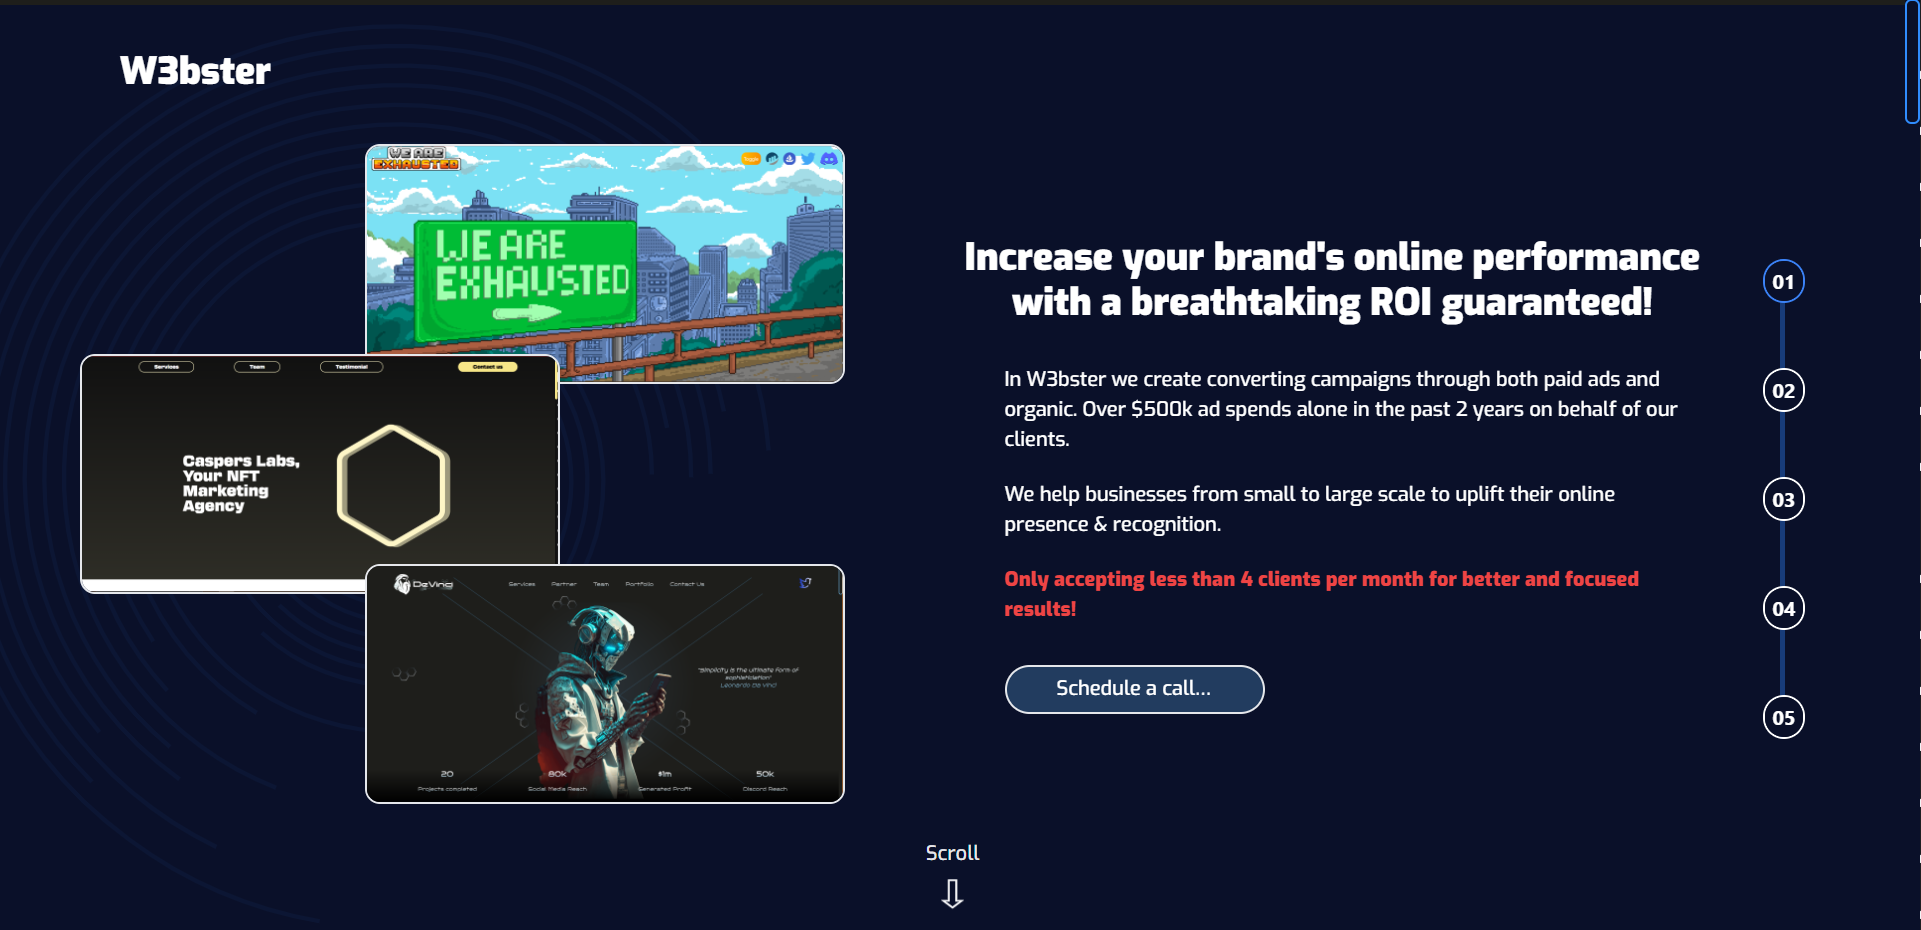 W3bster
WE ARE
EXHAUSTED
WE ARE
EXHAUSTED
Services
Team
Testimonial
Contact us
Caspers Labs,
Your NFT
Marketing
Agency
DeVinci
Services
Partner
Team
Portfolio
Contact Us
"Simplicity is the ultimate form of
sophistication"
Leonardo Da Vinci
20
80k
$1m
50k
Projects completed
Social Media Reach
Generated Profit
Discord Reach
Increase your brand's online performance
with a breathtaking ROI guaranteed!
In W3bster we create converting campaigns through both paid ads and
organic. Over $500k ad spends alone in the past 2 years on behalf of our
clients.
We help businesses from small to large scale to uplift their online
presence & recognition.
Only accepting less than 4 clients per month for better and focused
results!
Schedule a call...
01
02
03
04
05
Scroll